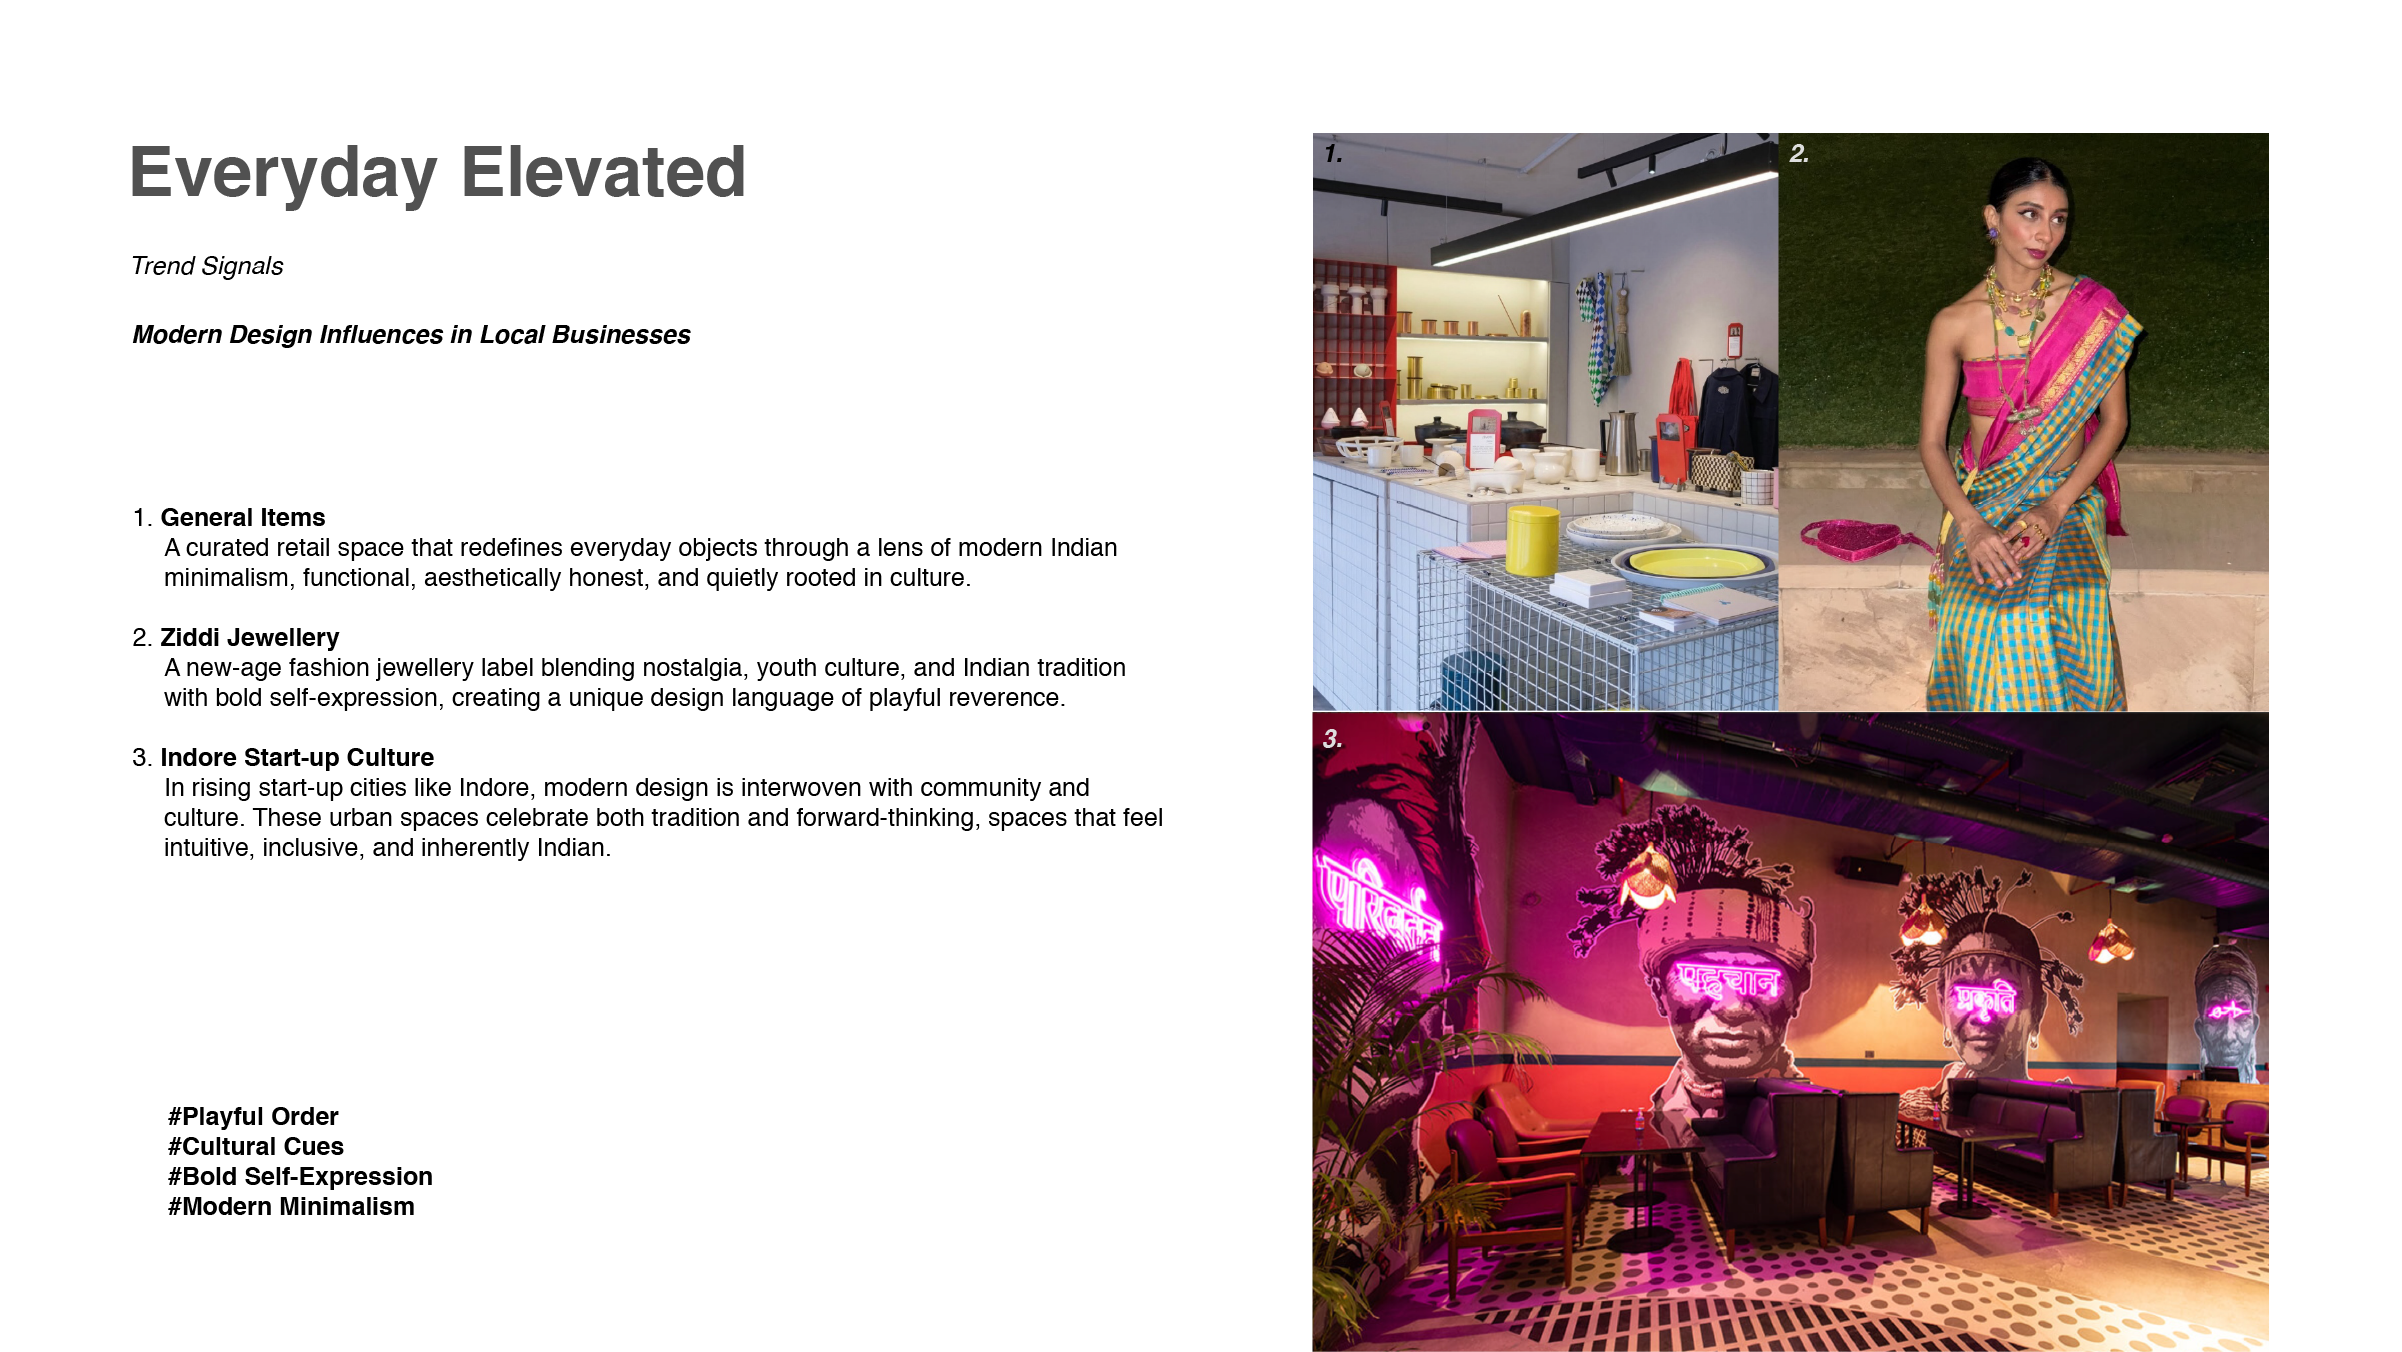 Everyday Elevated
Trend Signals
Modern Design Influences in Local Businesses
1. General Items
A curated retail space that redefines everyday objects through a lens of modern Indian
minimalism, functional, aesthetically honest, and quietly rooted in culture.
2. Ziddi Jewellery
A new-age fashion jewellery label blending nostalgia, youth culture, and Indian tradition
with bold self-expression, creating a unique design language of playful reverence.
3. Indore Start-up Culture
In rising start-up cities like Indore, modern design is interwoven with community and
culture. These urban spaces celebrate both tradition and forward-thinking, spaces that feel
intuitive, inclusive, and inherently Indian.
#Playful Order
#Cultural Cues
#Bold Self-Expression
#Modern Minimalism
1.
2.
3.
परिवर्तन
पहचान
प्रकृति